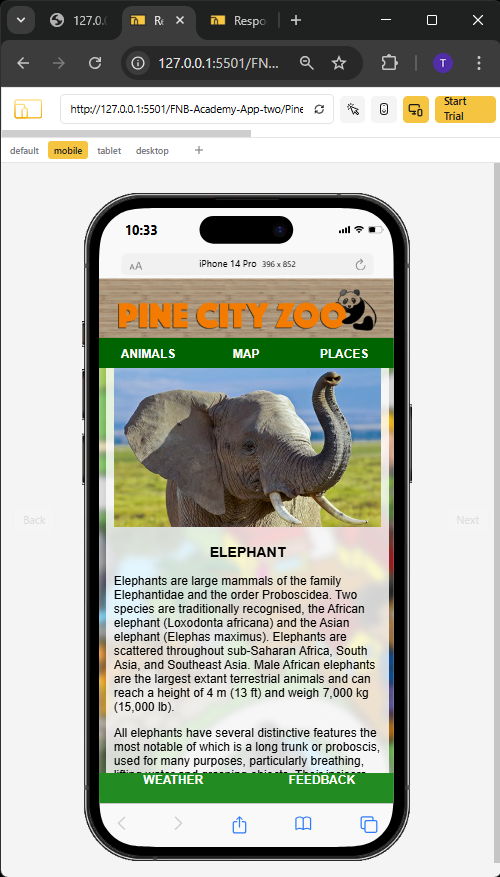 127.0.
Re
Respo
127.0.0.1:5501/FN...
T
http://127.0.0.1:5501/FNB-Academy-App-two/Pine
Start
Trial
default
mobile
tablet
desktop
10:33
AA
iPhone 14 Pro 396 x 852
PINE CITY ZOO
ANIMALS
MAP
PLACES
Back
Next
ELEPHANT
Elephants are large mammals of the family
Elephantidae and the order Proboscidea. Two
species are traditionally recognised, the African
elephant (Loxodonta africana) and the Asian
elephant (Elephas maximus). Elephants are
scattered throughout sub-Saharan Africa, South
Asia, and Southeast Asia. Male African elephants
are the largest extant terrestrial animals and can
reach a height of 4 m (13 ft) and weigh 7,000 kg
(15,000 lb).
All elephants have several distinctive features the
most notable of which is a long trunk or proboscis,
used for many purposes, particularly breathing,
lifting water and grasping objects. Their incisors
WEATHER
FEEDBACK